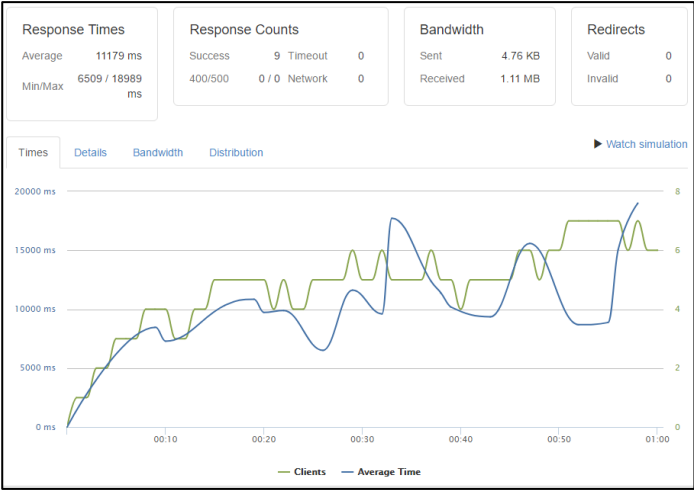 Response Times
Average 11179 ms
Min/Max 6509 / 18989
ms
Response Counts
Success 9 Timeout 0
400/500 0 / 0 Network 0
Bandwidth
Sent 4.76 KB
Received 1.11 MB
Redirects
Valid 0
Invalid 0
Times Details Bandwidth Distribution
Watch simulation
20000 ms 8
15000 ms 6
10000 ms 4
5000 ms 2
0 ms 0
00:10 00:20 00:30 00:40 00:50 01:00
Clients Average Time